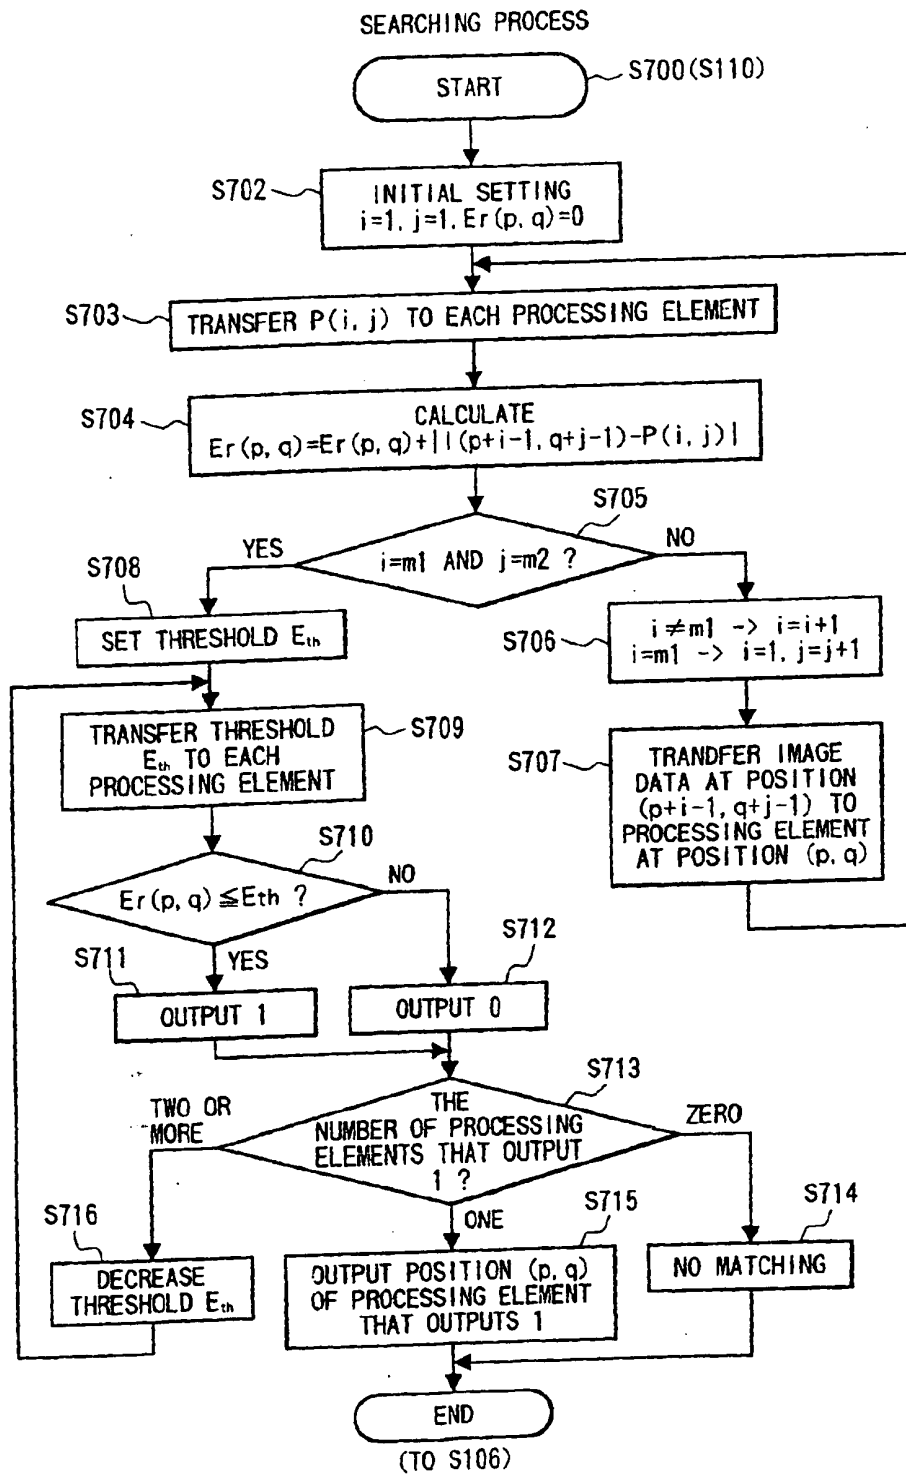 SEARCHING PROCESS
START
S700(S110)
S702
INITIAL SETTING
i=1, j=1, Er(p, q)=0
S703
TRANSFER P(i, j) TO EACH PROCESSING ELEMENT
S704
CALCULATE
Er(p, q)=Er(p, q)+|I(p+i-1, q+j-1)-P(i, j)|
S705
YES
i=m1 AND j=m2 ?
NO
S708
SET THRESHOLD Eth
S706
i≠m1 -> i=i+1
i=m1 -> i=1, j=j+1
S709
TRANSFER THRESHOLD
Eth TO EACH
PROCESSING ELEMENT
S707
TRANDFER IMAGE
DATA AT POSITION
(p+i-1, q+j-1) TO
PROCESSING ELEMENT
AT POSITION (p, q)
S710
Er(p, q)≦Eth ?
NO
S711
YES
S712
OUTPUT 1
OUTPUT 0
S713
TWO OR
MORE
THE
NUMBER OF PROCESSING
ELEMENTS THAT OUTPUT
1 ?
ZERO
ONE
S716
DECREASE
THRESHOLD Eth
S715
OUTPUT POSITION (p, q)
OF PROCESSING ELEMENT
THAT OUTPUTS 1
S714
NO MATCHING
END
(TO S106)